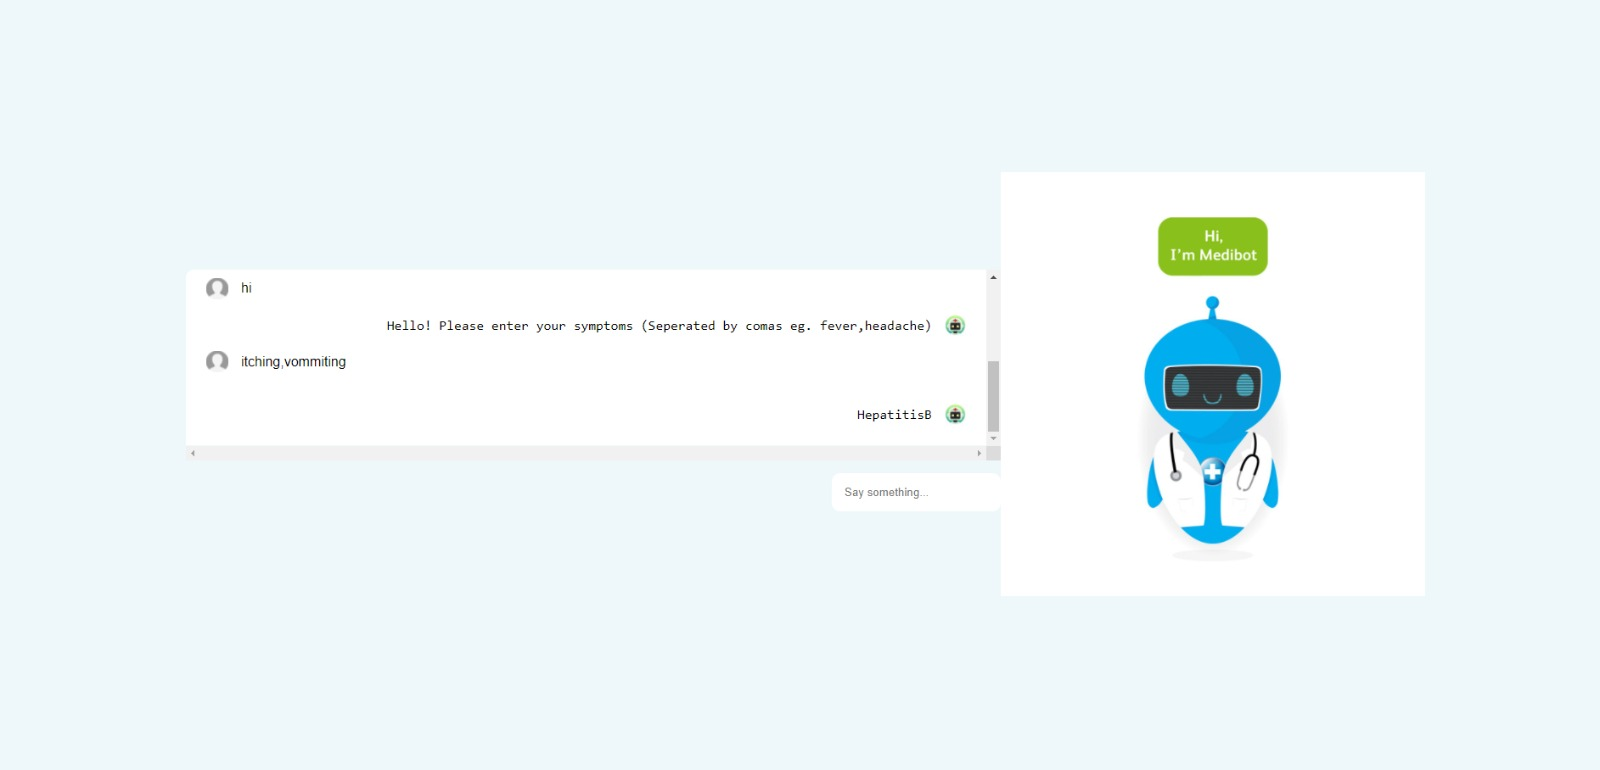 hi
Hello! Please enter your symptoms (Seperated by comas eg. fever,headache)
itching,vommiting
HepatitisB
Say something...
Hi,
I'm Medibot